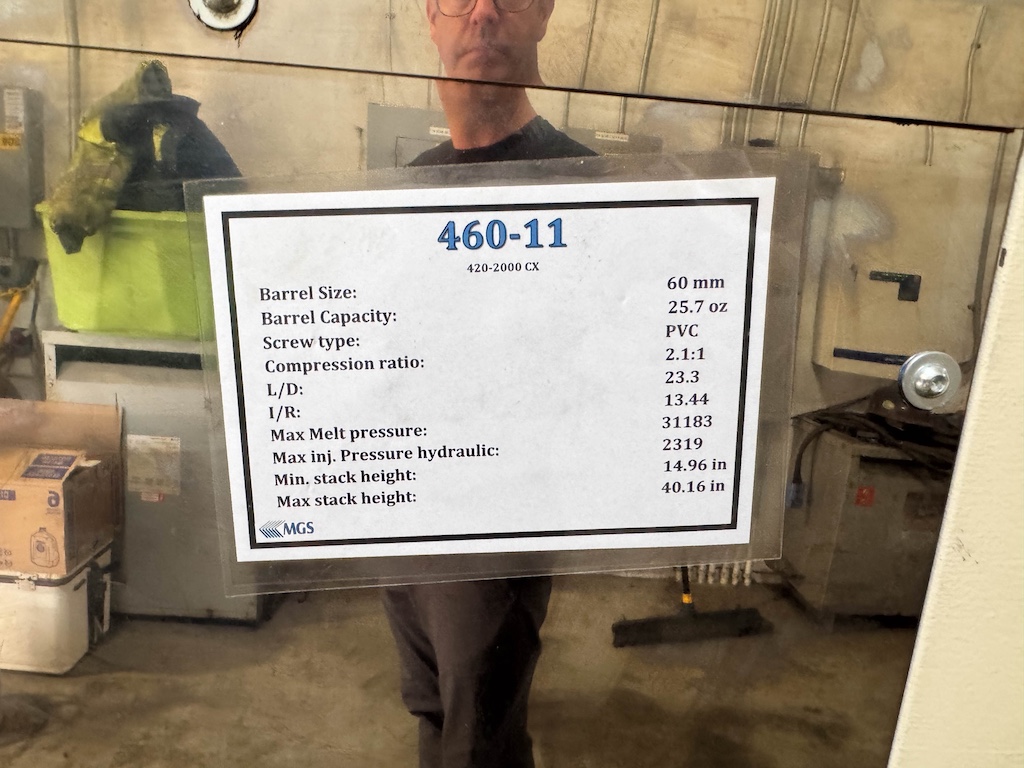 460-11
420-2000 CX
Barrel Size: 60 mm
Barrel Capacity: 25.7 oz
Screw type: PVC
Compression ratio: 2.1:1
L/D: 23.3
I/R: 13.44
Max Melt pressure: 31183
Max inj. Pressure hydraulic: 2319
Min. stack height: 14.96 in
Max stack height: 40.16 in
MGS